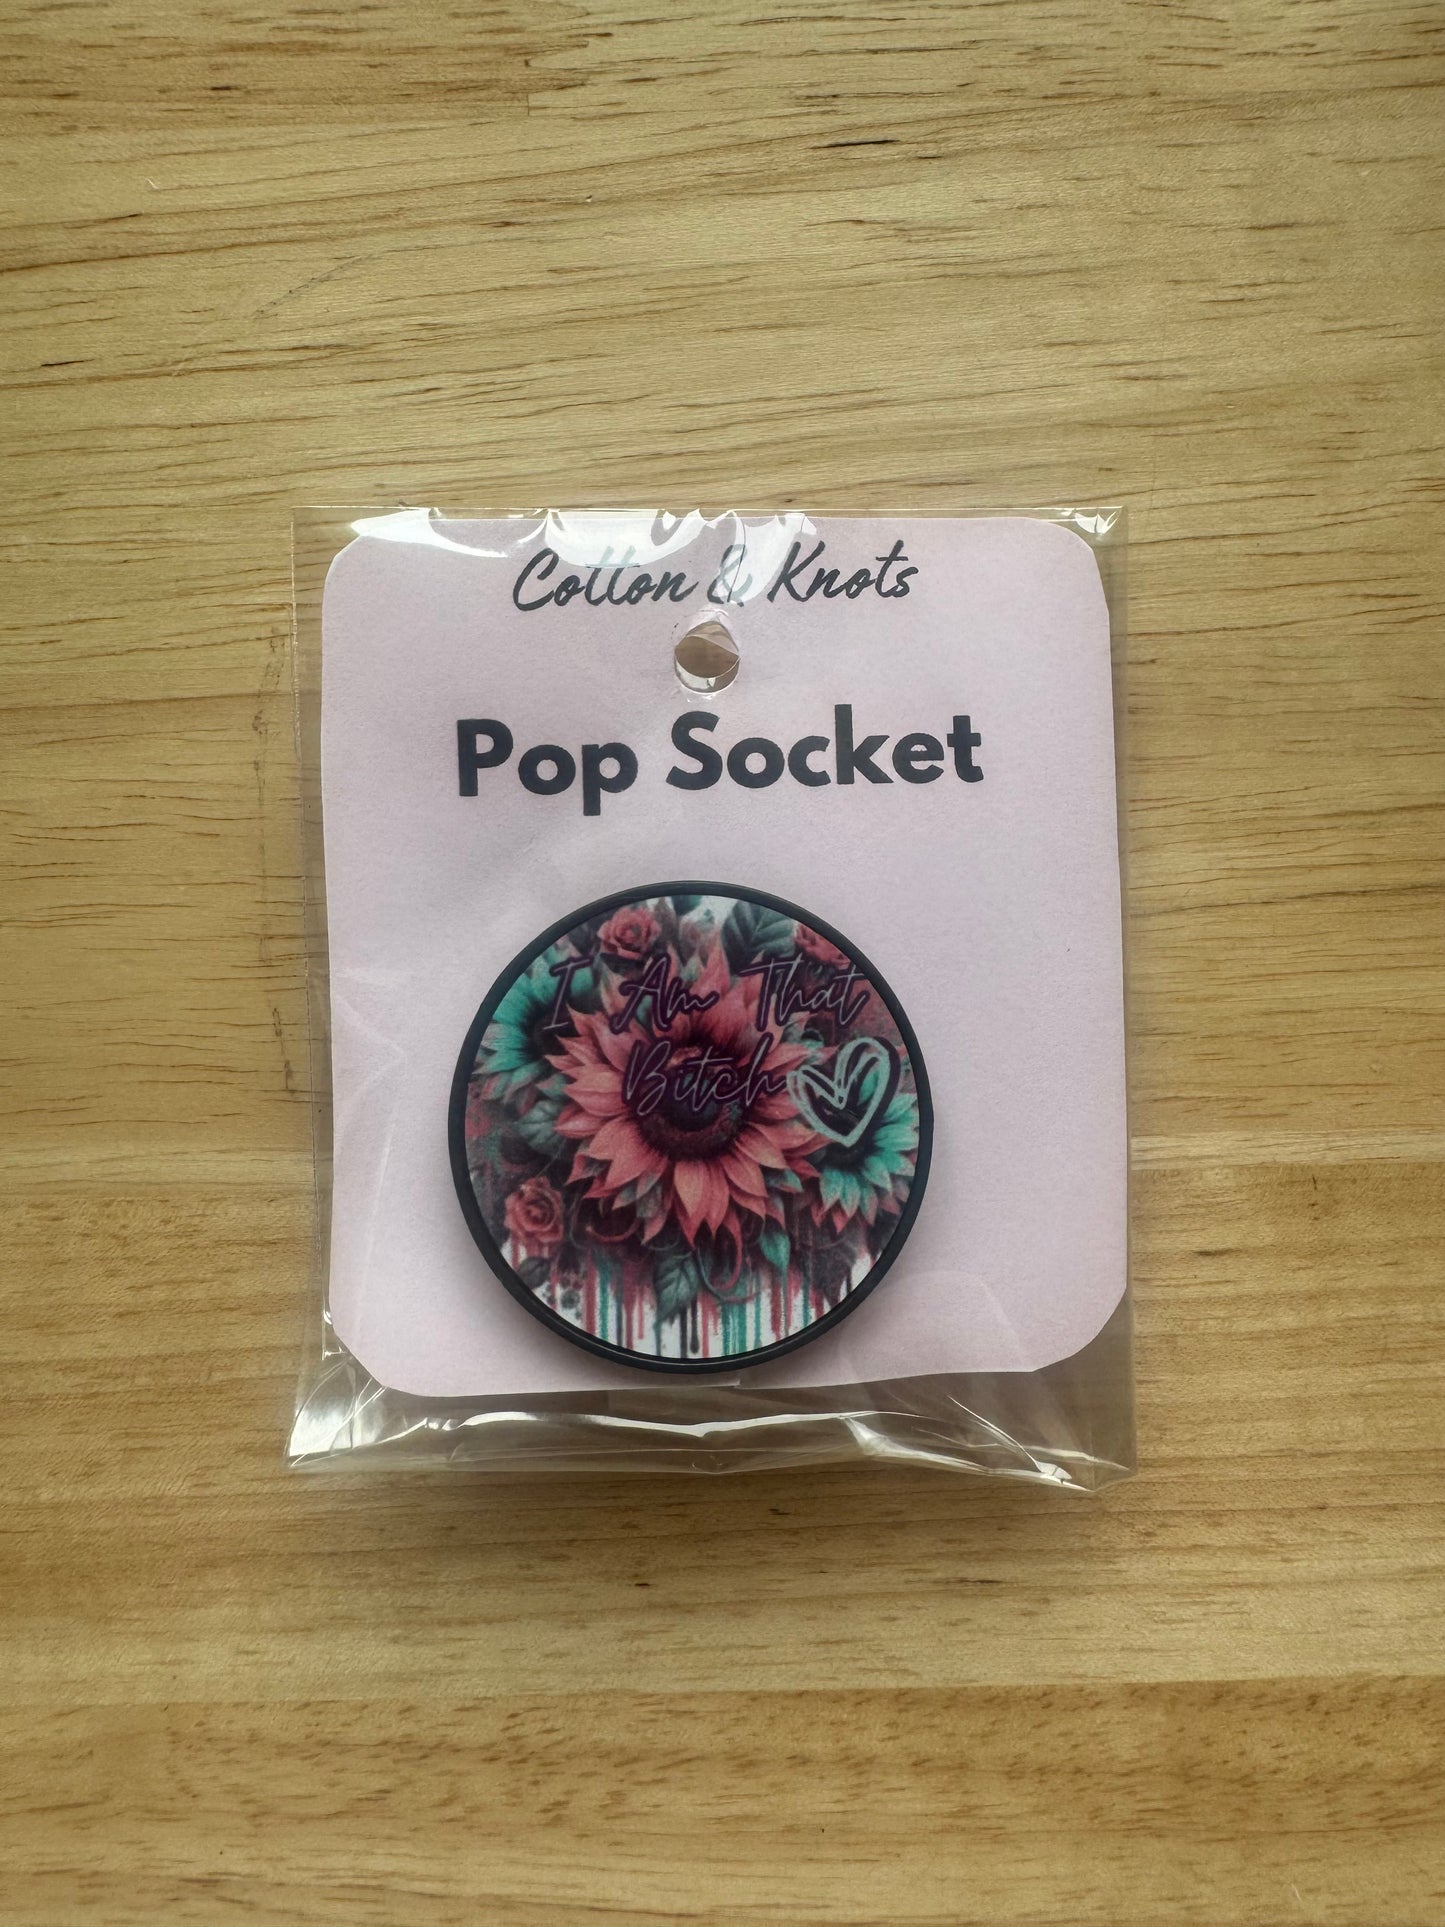 Cotton & Knots
Pop Socket
I Am That
Bitch